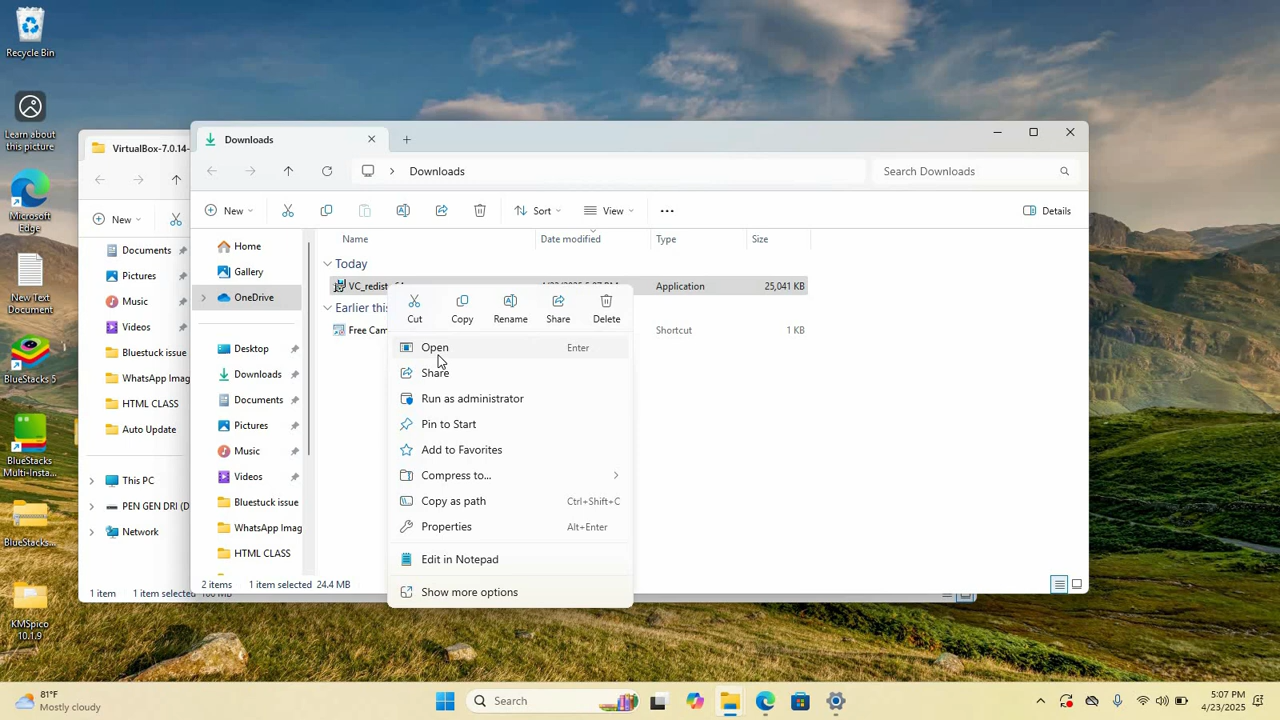 Recycle Bin
Learn about
this picture
Microsoft
Edge
New Text
Document
BlueStacks 5
BlueStacks
Multi-Insta...
BlueStacks...
KMSpico
10.1.9
VirtualBox-7.0.14-
New
Documents
Pictures
Music
Videos
Bluestuck issue
WhatsApp Imag
HTML CLASS
Auto Update
This PC
PEN GEN DRI (D
Network
1 item
1 item selected
Downloads
Downloads
Search Downloads
New
Sort
View
Details
Home
Gallery
OneDrive
Desktop
Downloads
Documents
Pictures
Music
Videos
Bluestuck issue
WhatsApp Imag
HTML CLASS
Name
Date modified
Type
Size
Today
VC_redist
Application
25,041 KB
Earlier this
Free Cam
Shortcut
1 KB
Cut
Copy
Rename
Share
Delete
Open
Enter
Share
Run as administrator
Pin to Start
Add to Favorites
Compress to...
Copy as path
Ctrl+Shift+C
Properties
Alt+Enter
Edit in Notepad
Show more options
2 items
1 item selected 24.4 MB
81°F
Mostly cloudy
Search
5:07 PM
4/23/2025